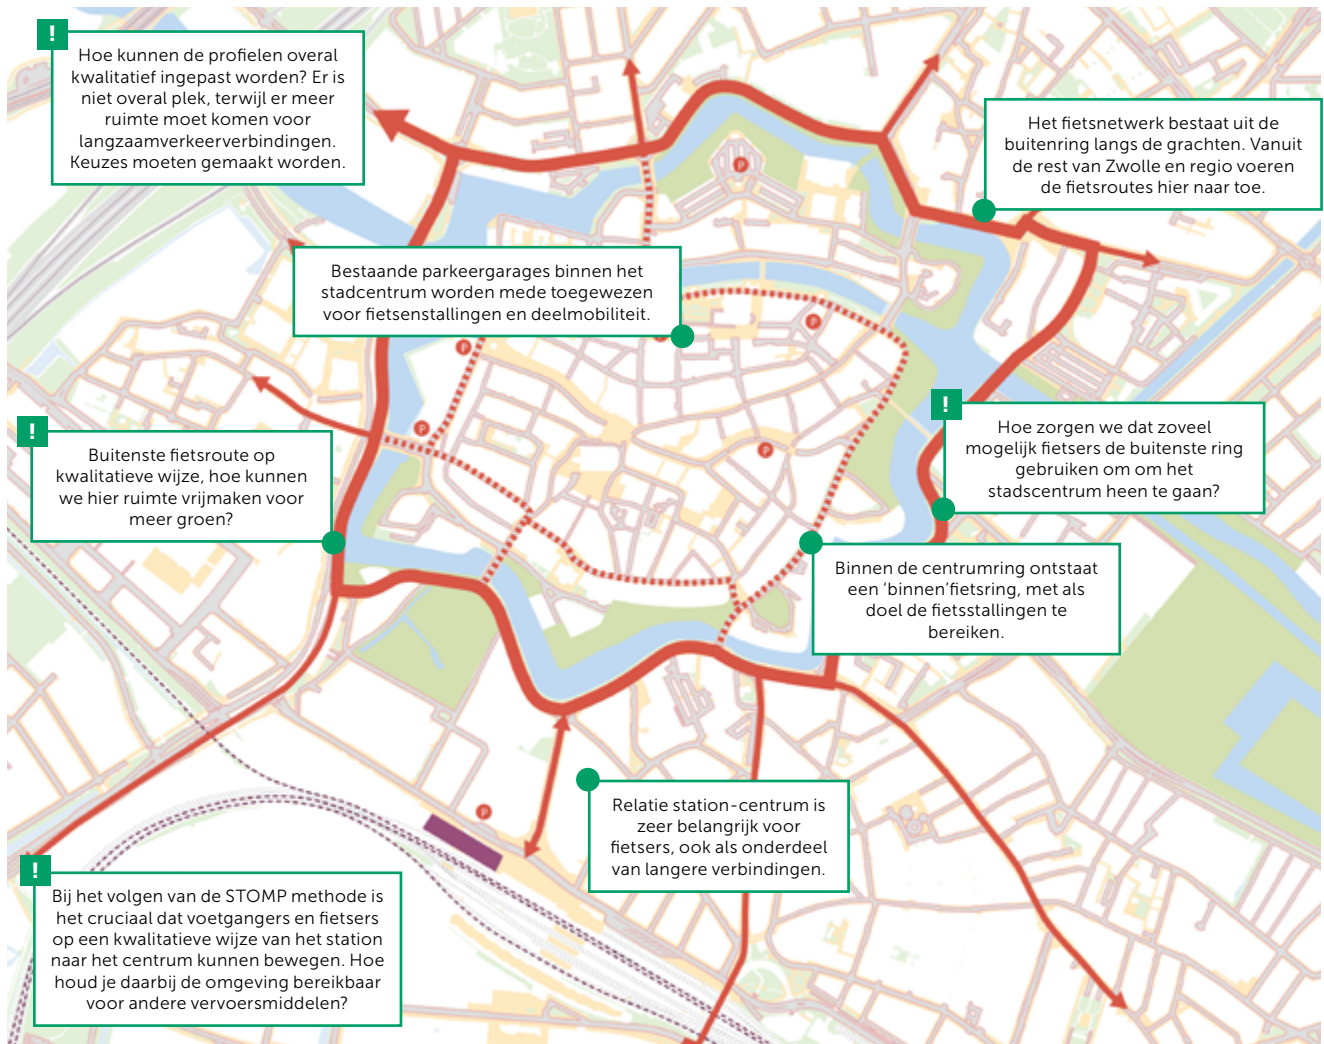 !
Hoe kunnen de profielen overal
kwalitatief ingepast worden? Er is
niet overal plek, terwijl er meer
ruimte moet komen voor
langzaamverkeerverbindingen.
Keuzes moeten gemaakt worden.
Het fietsnetwerk bestaat uit de
buitenring langs de grachten. Vanuit
de rest van Zwolle en regio voeren
de fietsroutes hier naar toe.
P
Bestaande parkeergarages binnen het
stadcentrum worden mede toegewezen
voor fietsenstallingen en deelmobiliteit.
P
P
P
P
!
Buitenste fietsroute op
kwalitatieve wijze, hoe kunnen
we hier ruimte vrijmaken voor
meer groen?
!
Hoe zorgen we dat zoveel
mogelijk fietsers de buitenste ring
gebruiken om om het
stadscentrum heen te gaan?
Binnen de centrumring ontstaat
een ‘binnen’fietsring, met als
doel de fietsstallingen te
bereiken.
P
Relatie station-centrum is
zeer belangrijk voor
fietsers, ook als onderdeel
van langere verbindingen.
!
Bij het volgen van de STOMP methode is
het cruciaal dat voetgangers en fietsers
op een kwalitatieve wijze van het station
naar het centrum kunnen bewegen. Hoe
houd je daarbij de omgeving bereikbaar
voor andere vervoersmiddelen?